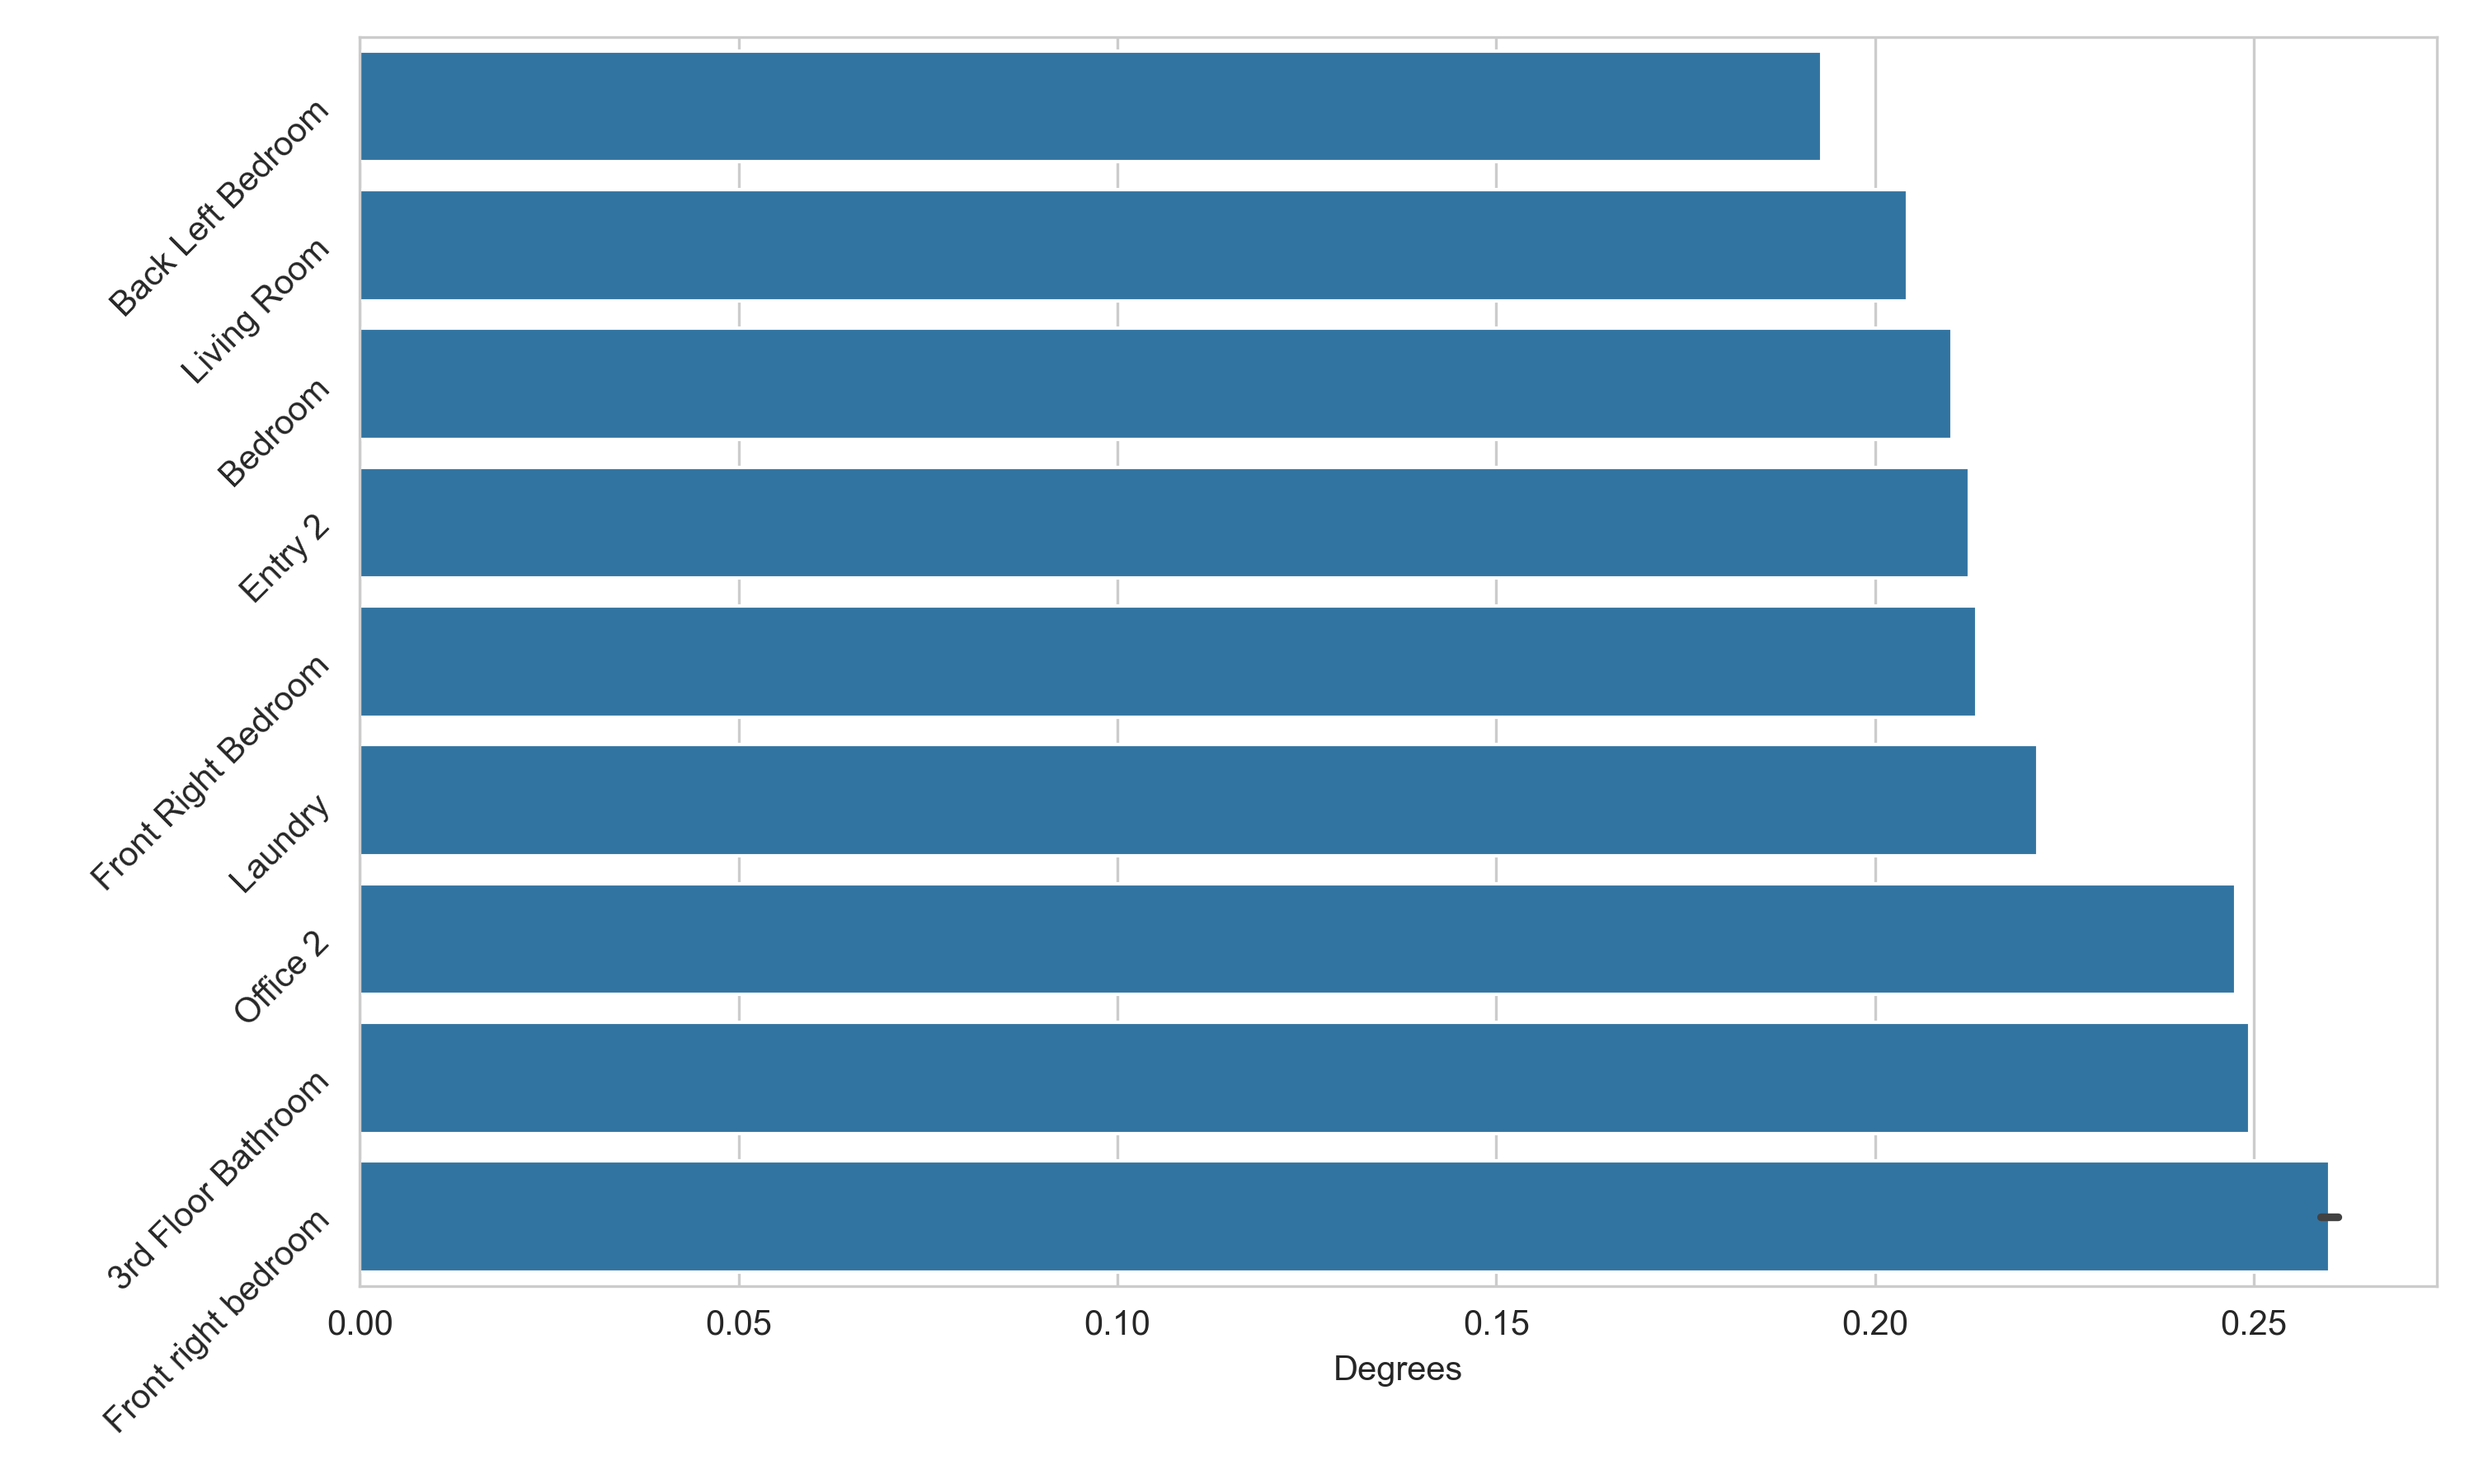 Back Left Bedroom
Living Room
Bedroom
Entry 2
Front Right Bedroom
Laundry
Office 2
3rd Floor Bathroom
Front right bedroom
0.00 0.05 0.10 0.15 0.20 0.25
Degrees